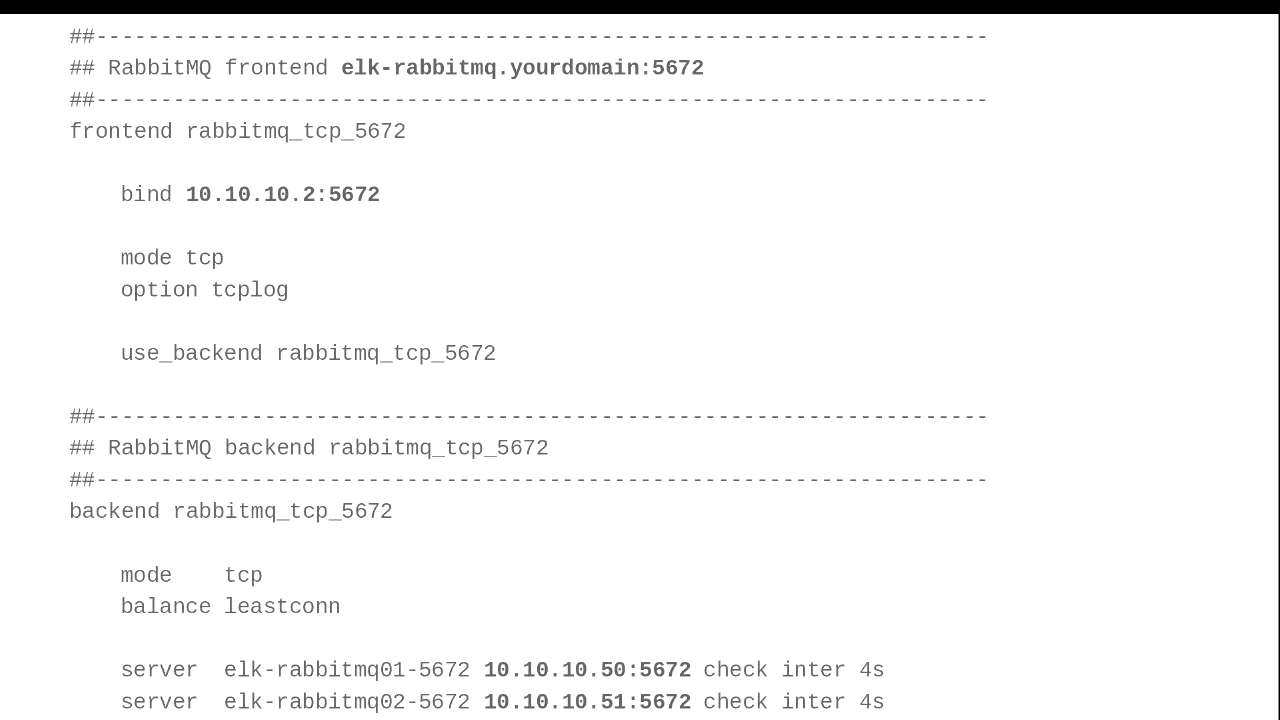 ##---------------------------------------------------------------------
## RabbitMQ frontend elk-rabbitmq.yourdomain:5672
##---------------------------------------------------------------------
frontend rabbitmq_tcp_5672
    bind 10.10.10.2:5672
    mode tcp
    option tcplog
    use_backend rabbitmq_tcp_5672
##---------------------------------------------------------------------
## RabbitMQ backend rabbitmq_tcp_5672
##---------------------------------------------------------------------
backend rabbitmq_tcp_5672
    mode    tcp
    balance leastconn
    server  elk-rabbitmq01-5672 10.10.10.50:5672 check inter 4s
    server  elk-rabbitmq02-5672 10.10.10.51:5672 check inter 4s